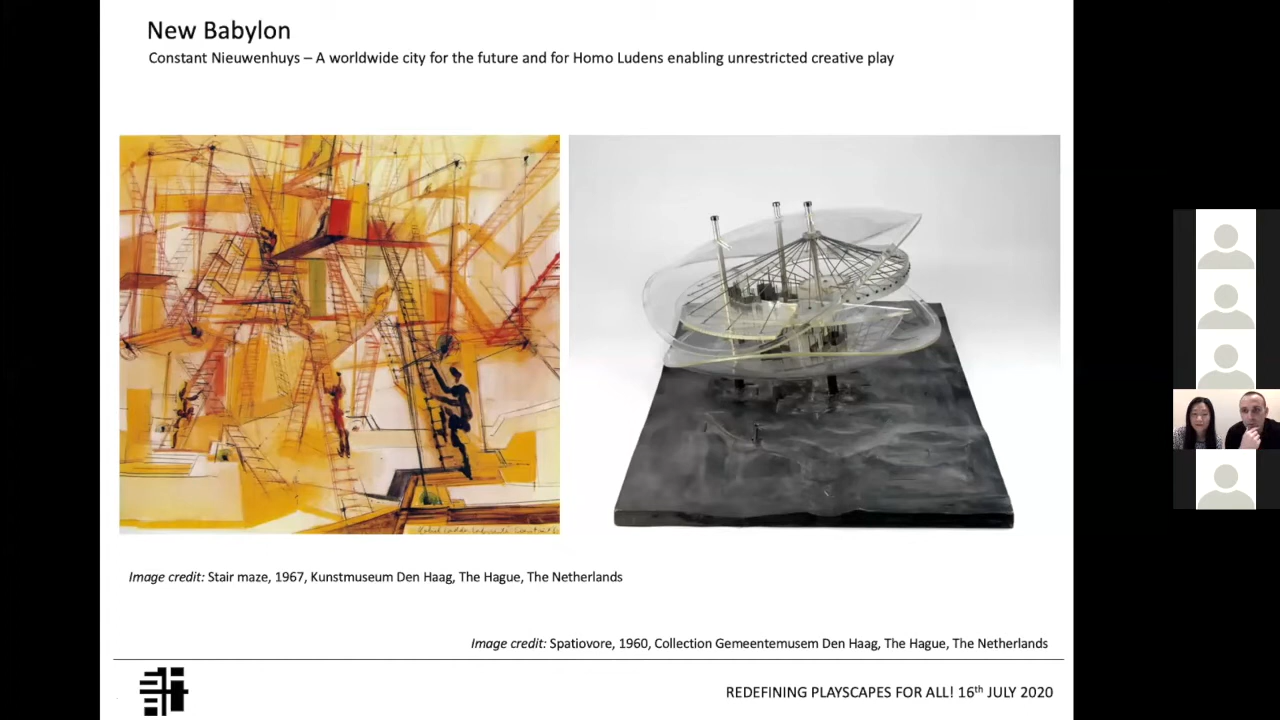 New Babylon
Constant Nieuwenhuys – A worldwide city for the future and for Homo Ludens enabling unrestricted creative play
Image credit: Stair maze, 1967, Kunstmuseum Den Haag, The Hague, The Netherlands
Image credit: Spatiovore, 1960, Collection Gemeentemusem Den Haag, The Hague, The Netherlands
REDEFINING PLAYSCAPES FOR ALL! 16th JULY 2020